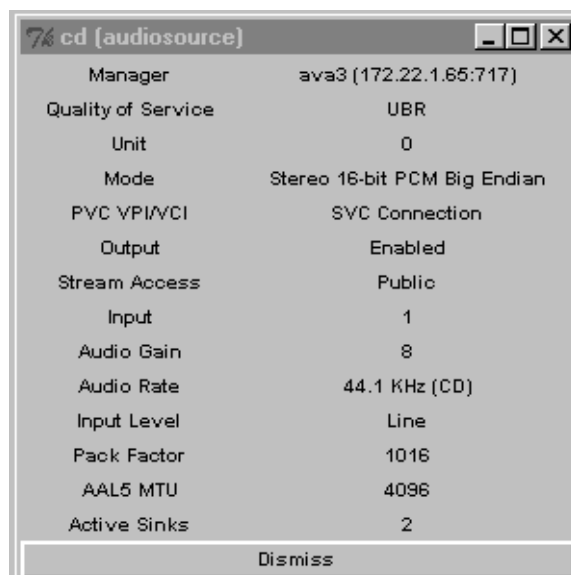 cd (audiosource)
Manager ava3 (172.22.1.65:717)
Quality of Service UBR
Unit 0
Mode Stereo 16-bit PCM Big Endian
PVC VPI/VCI SVC Connection
Output Enabled
Stream Access Public
Input 1
Audio Gain 8
Audio Rate 44.1 KHz (CD)
Input Level Line
Pack Factor 1016
AAL5 MTU 4096
Active Sinks 2
Dismiss